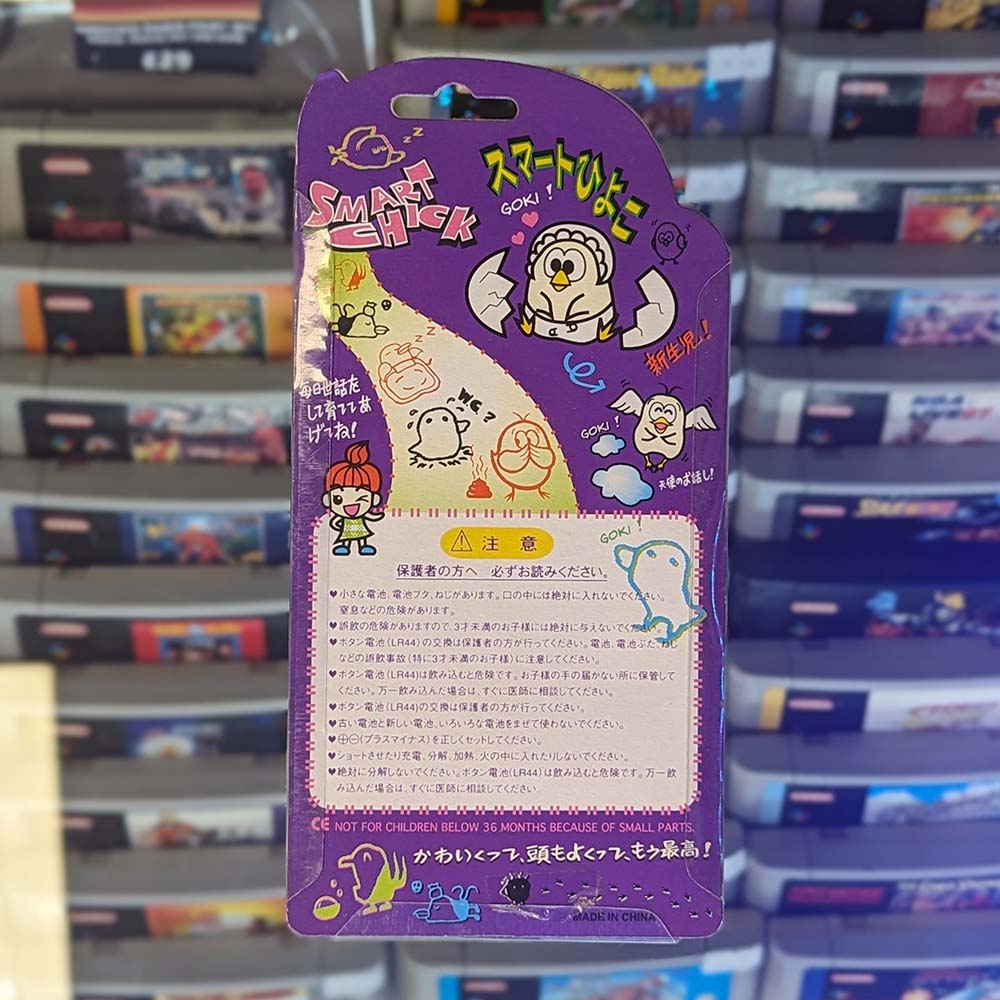 £29
SMART
CHICK
スマートひよこ
GOKI !
新生児!
GOKI !
天使のお話し!
毎日世話を
して育ててあ
げてね!
W.C ?
z z
GOKI !
注 意
保護者の方へ 必ずお読みください。
♥小さな電池、電池ブタ、ねじがあります。口の中には絶対に入れないでください。
窒息などの危険があります。
♥誤飲の危険がありますので、3才未満のお子様には絶対に与えないでください。
♥ボタン電池(LR44)の交換は保護者の方が行ってください。電池、電池ぶた、ねじ
などの誤飲事故(特に3才未満のお子様)に注意してください。
♥ボタン電池(LR44)は飲み込むと危険です。お子様の手の届かない所に保管して
ください。万一飲み込んだ場合は、すぐに医師に相談してください。
♥ボタン電池(LR44)の交換は保護者の方が行ってください。
♥古い電池と新しい電池、いろいろな電池をまぜて使わないでください。
♥⊕⊖(プラスマイナス)を正しくセットしてください。
♥ショートさせたり充電、分解、加熱、火の中に入れたりしないでください。
♥絶対に分解しないでください。ボタン電池(LR44)は飲み込むと危険です。万一飲
み込んだ場合は、すぐに医師に相談してください
CE NOT FOR CHILDREN BELOW 36 MONTHS BECAUSE OF SMALL PARTS.
かわいくって、頭もよくって、もう最高!
MADE IN CHINA